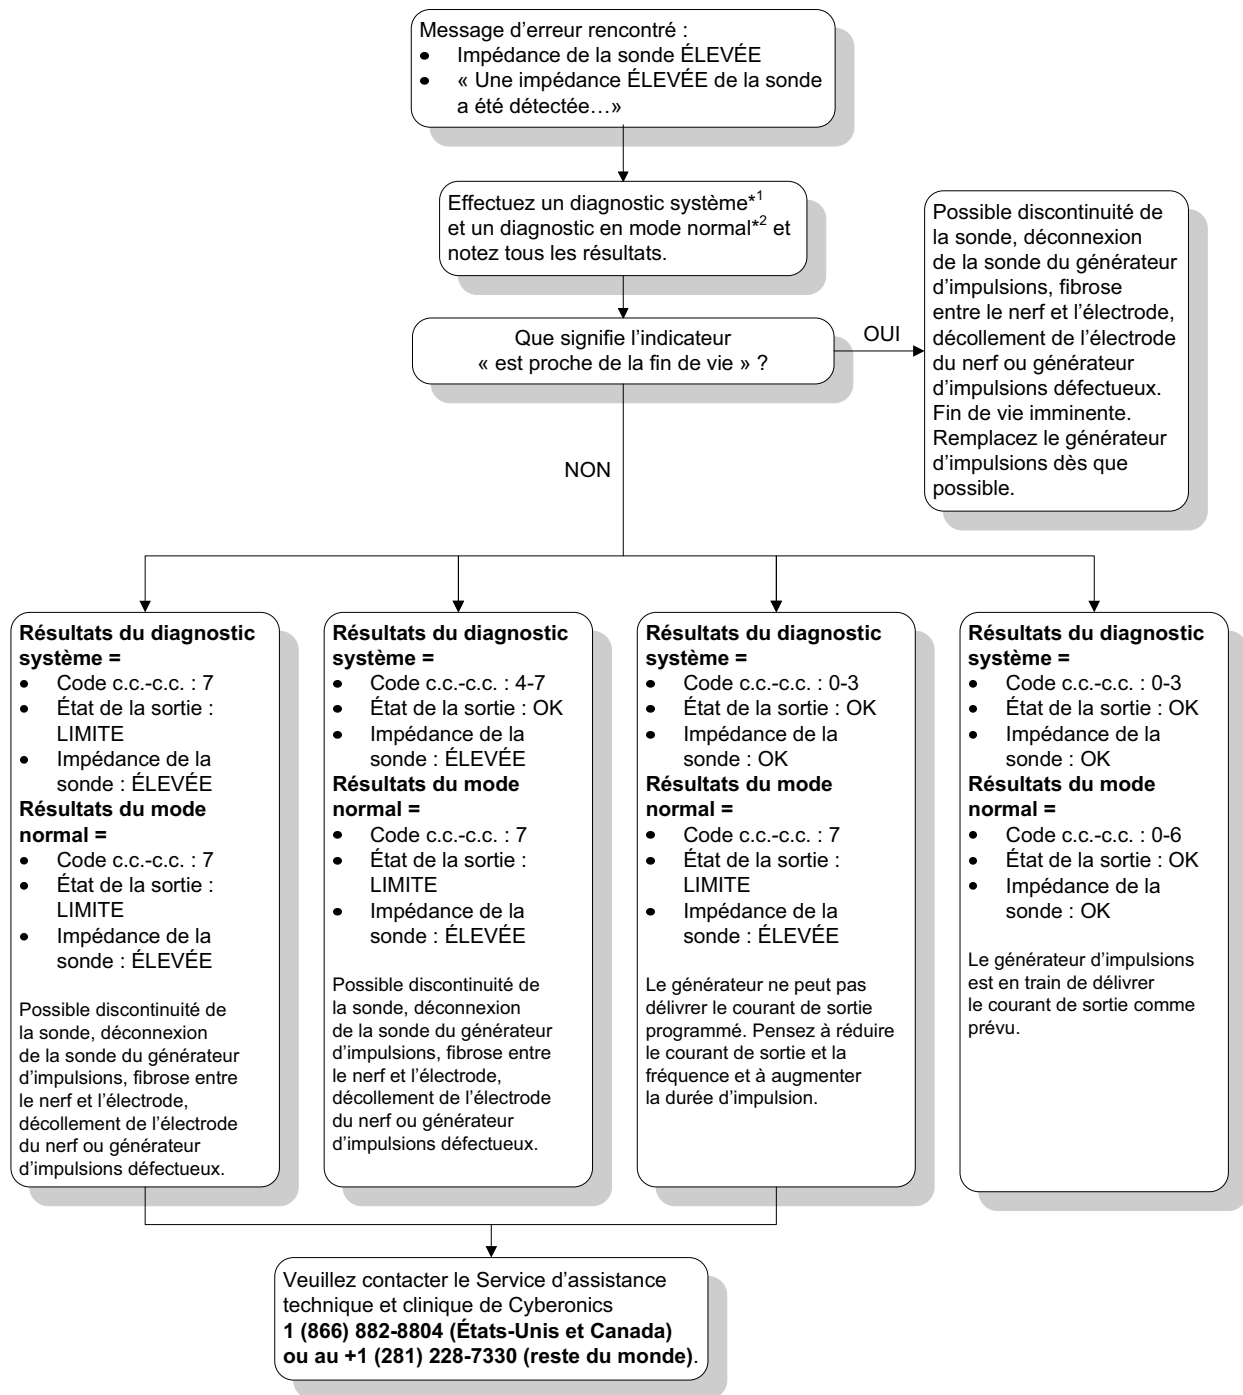 Message d'erreur rencontré :
• Impédance de la sonde ÉLEVÉE
• « Une impédance ÉLEVÉE de la sonde
a été détectée…»
Effectuez un diagnostic système*1
et un diagnostic en mode normal*2 et
notez tous les résultats.
Que signifie l'indicateur
« est proche de la fin de vie » ?
OUI
Possible discontinuité de
la sonde, déconnexion
de la sonde du générateur
d'impulsions, fibrose
entre le nerf et l'électrode,
décollement de l'électrode
du nerf ou générateur
d'impulsions défectueux.
Fin de vie imminente.
Remplacez le générateur
d'impulsions dès que
possible.
NON
Résultats du diagnostic
système =
• Code c.c.-c.c. : 7
• État de la sortie :
LIMITE
• Impédance de la
sonde : ÉLEVÉE
Résultats du mode
normal =
• Code c.c.-c.c. : 7
• État de la sortie :
LIMITE
• Impédance de la
sonde : ÉLEVÉE
Possible discontinuité de
la sonde, déconnexion
de la sonde du générateur
d'impulsions, fibrose entre
le nerf et l'électrode,
décollement de l'électrode
du nerf ou générateur
d'impulsions défectueux.
Résultats du diagnostic
système =
• Code c.c.-c.c. : 4-7
• État de la sortie : OK
• Impédance de la
sonde : ÉLEVÉE
Résultats du mode
normal =
• Code c.c.-c.c. : 7
• État de la sortie :
LIMITE
• Impédance de la
sonde : ÉLEVÉE
Possible discontinuité de
la sonde, déconnexion
de la sonde du générateur
d'impulsions, fibrose entre
le nerf et l'électrode,
décollement de l'électrode
du nerf ou générateur
d'impulsions défectueux.
Résultats du diagnostic
système =
• Code c.c.-c.c. : 0-3
• État de la sortie : OK
• Impédance de la
sonde : OK
Résultats du mode
normal =
• Code c.c.-c.c. : 7
• État de la sortie :
LIMITE
• Impédance de la
sonde : ÉLEVÉE
Le générateur ne peut pas
délivrer le courant de sortie
programmé. Pensez à réduire
le courant de sortie et la
fréquence et à augmenter
la durée d'impulsion.
Résultats du diagnostic
système =
• Code c.c.-c.c. : 0-3
• État de la sortie : OK
• Impédance de la
sonde : OK
Résultats du mode
normal =
• Code c.c.-c.c. : 0-6
• État de la sortie : OK
• Impédance de la
sonde : OK
Le générateur d'impulsions
est en train de délivrer
le courant de sortie comme
prévu.
Veuillez contacter le Service d'assistance
technique et clinique de Cyberonics
1 (866) 882-8804 (États-Unis et Canada)
ou au +1 (281) 228-7330 (reste du monde).